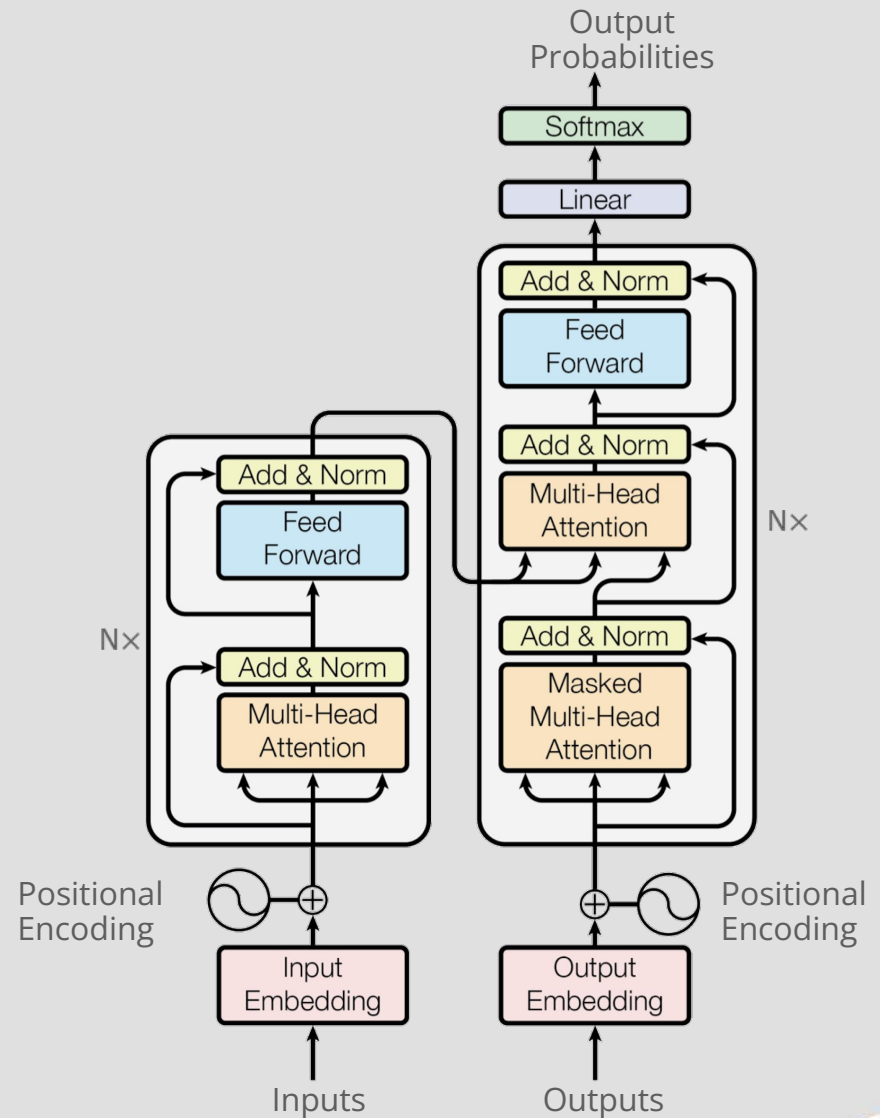 Output
Probabilities
Softmax
Linear
Add & Norm
Feed
Forward
Add & Norm
Multi-Head
Attention
N×
Add & Norm
Masked
Multi-Head
Attention
Add & Norm
Feed
Forward
N×
Add & Norm
Multi-Head
Attention
Positional
Encoding
Positional
Encoding
Input
Embedding
Output
Embedding
Inputs
Outputs